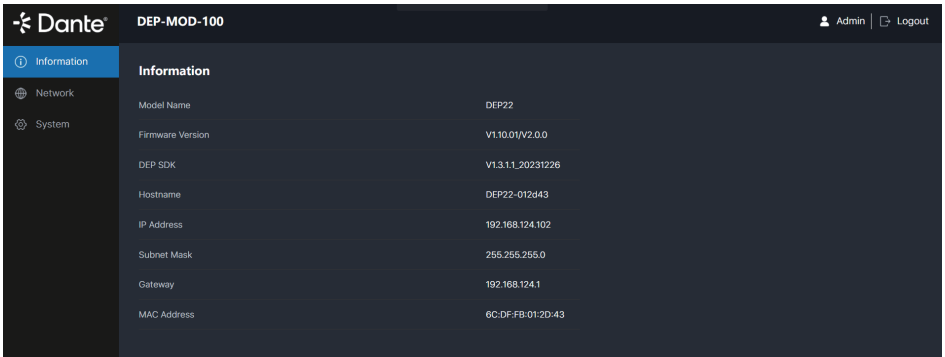 Dante® DEP-MOD-100 Admin Logout
Information
Network
System
Information
Model Name DEP22
Firmware Version V1.10.01/V2.0.0
DEP SDK V1.3.1.1_20231226
Hostname DEP22-012d43
IP Address 192.168.124.102
Subnet Mask 255.255.255.0
Gateway 192.168.124.1
MAC Address 6C:DF:FB:01:2D:43